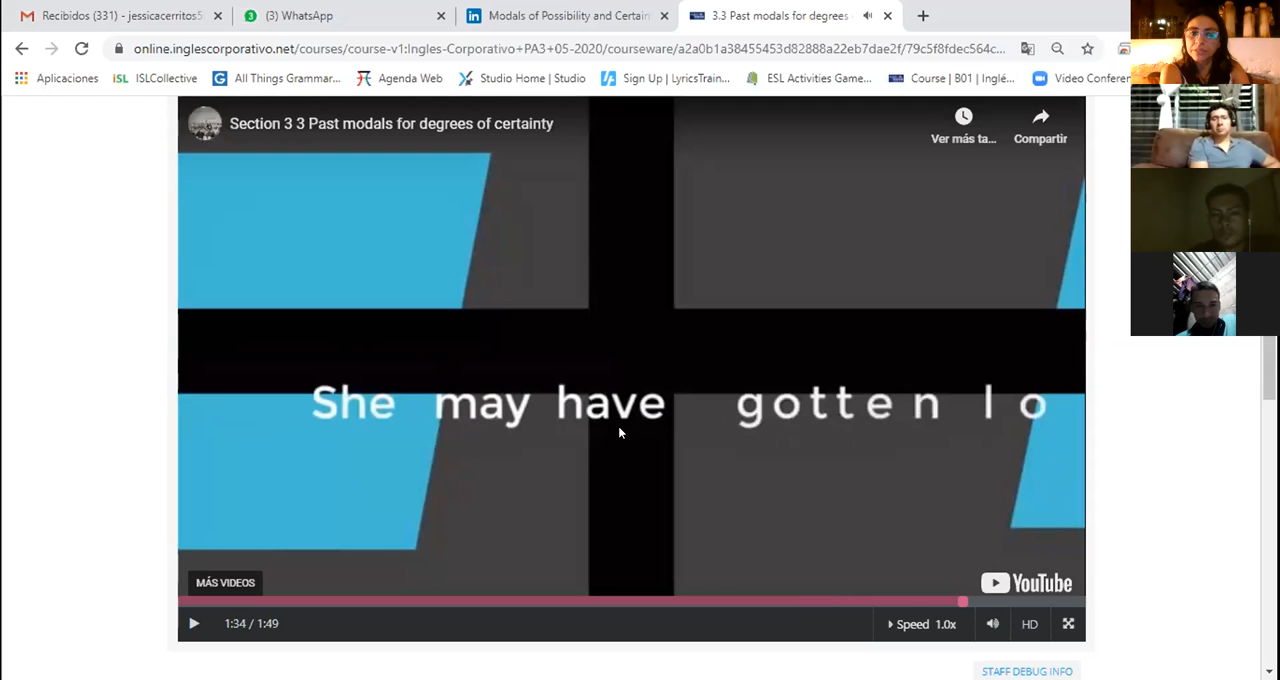 Recibidos (331) - jessicacerritos5
(3) WhatsApp
Modals of Possibility and Certain
3.3 Past modals for degrees
online.inglescorporativo.net/courses/course-v1:Ingles-Corporativo+PA3+05-2020/courseware/a2a0b1a38455453d82888a22eb7dae2f/79c5f8fdec564c...
Aplicaciones
ISLCollective
All Things Grammar...
Agenda Web
Studio Home | Studio
Sign Up | LyricsTrain...
ESL Activities Game...
Course | B01 | Inglé...
Video Conferen
Section 3 3 Past modals for degrees of certainty
Ver más ta...
Compartir
She may have gotten lo
MÁS VIDEOS
YouTube
1:34 / 1:49
Speed 1.0x
HD
STAFF DEBUG INFO